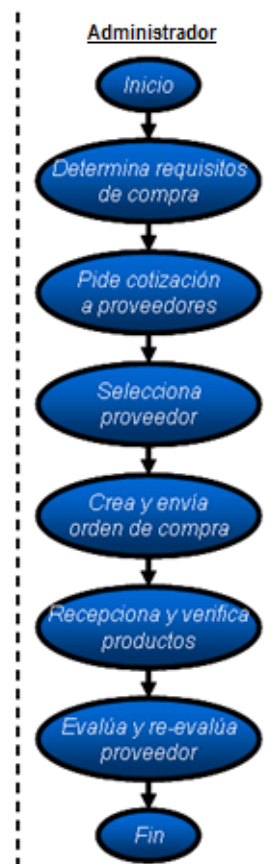 Administrador
Inicio
Determina requisitos
de compra
Pide cotización
a proveedores
Selecciona
proveedor
Crea y envía
orden de compra
Recepciona y verifica
productos
Evalúa y re-evalúa
proveedor
Fin